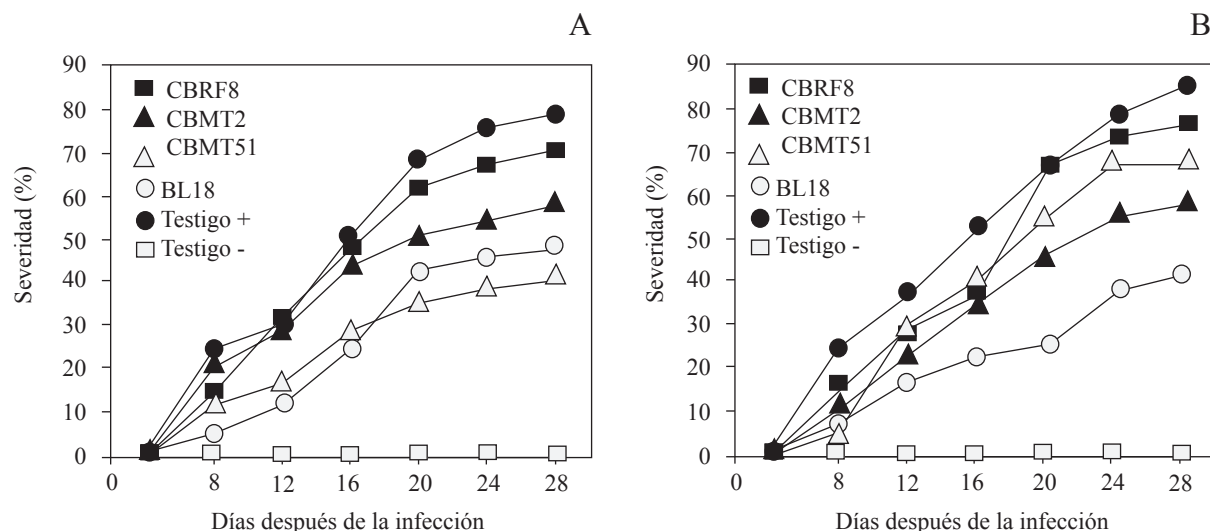 A
Severidad (%)
90
80
70
60
50
40
30
20
10
0
CBRF8
CBMT2
CBMT51
BL18
Testigo +
Testigo -
0 8 12 16 20 24 28
Días después de la infección
B
Severidad (%)
90
80
70
60
50
40
30
20
10
0
CBRF8
CBMT2
CBMT51
BL18
Testigo +
Testigo -
0 8 12 16 20 24 28
Días después de la infección